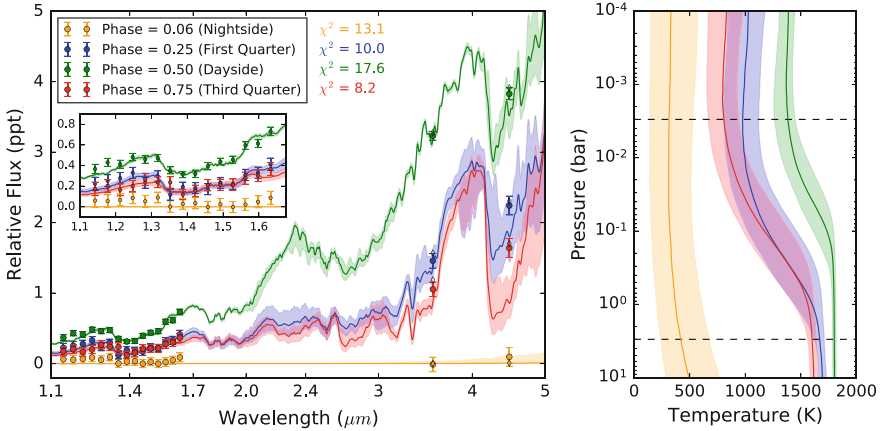 Phase = 0.06 (Nightside)
Phase = 0.25 (First Quarter)
Phase = 0.50 (Dayside)
Phase = 0.75 (Third Quarter)
χ² = 13.1
χ² = 10.0
χ² = 17.6
χ² = 8.2
Relative Flux (ppt)
5
4
3
2
1
0
0.8
0.6
0.4
0.2
0.0
1.1 1.2 1.3 1.4 1.5 1.6
1.1 1.4 1.7 2.0 2.4 3 4 5
Wavelength (μm)
Pressure (bar)
10⁻⁴
10⁻³
10⁻²
10⁻¹
10⁰
10¹
0 500 1000 1500 2000
Temperature (K)